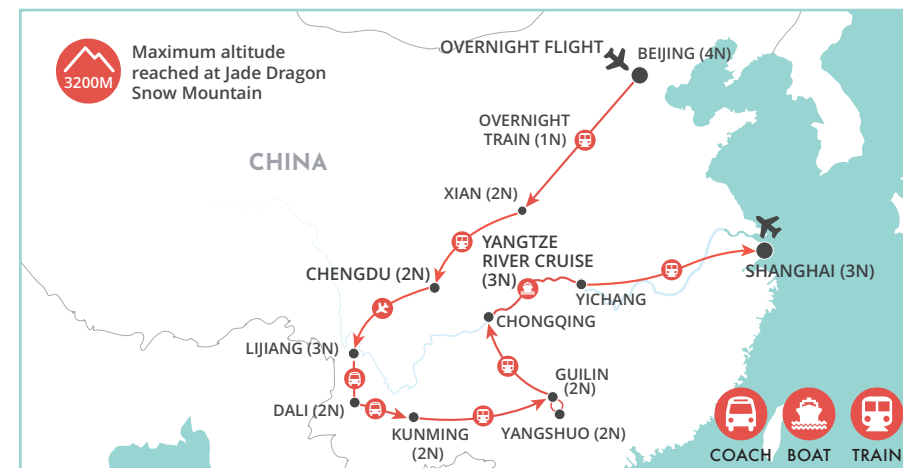 3200M
Maximum altitude
reached at Jade Dragon
Snow Mountain
OVERNIGHT FLIGHT
BEIJING (4N)
OVERNIGHT
TRAIN (1N)
CHINA
XIAN (2N)
YANGTZE
RIVER CRUISE
(3N)
CHENGDU (2N)
SHANGHAI (3N)
YICHANG
CHONGQING
LIJIANG (3N)
GUILIN
(2N)
DALI (2N)
KUNMING
(2N)
YANGSHUO (2N)
COACH
BOAT
TRAIN